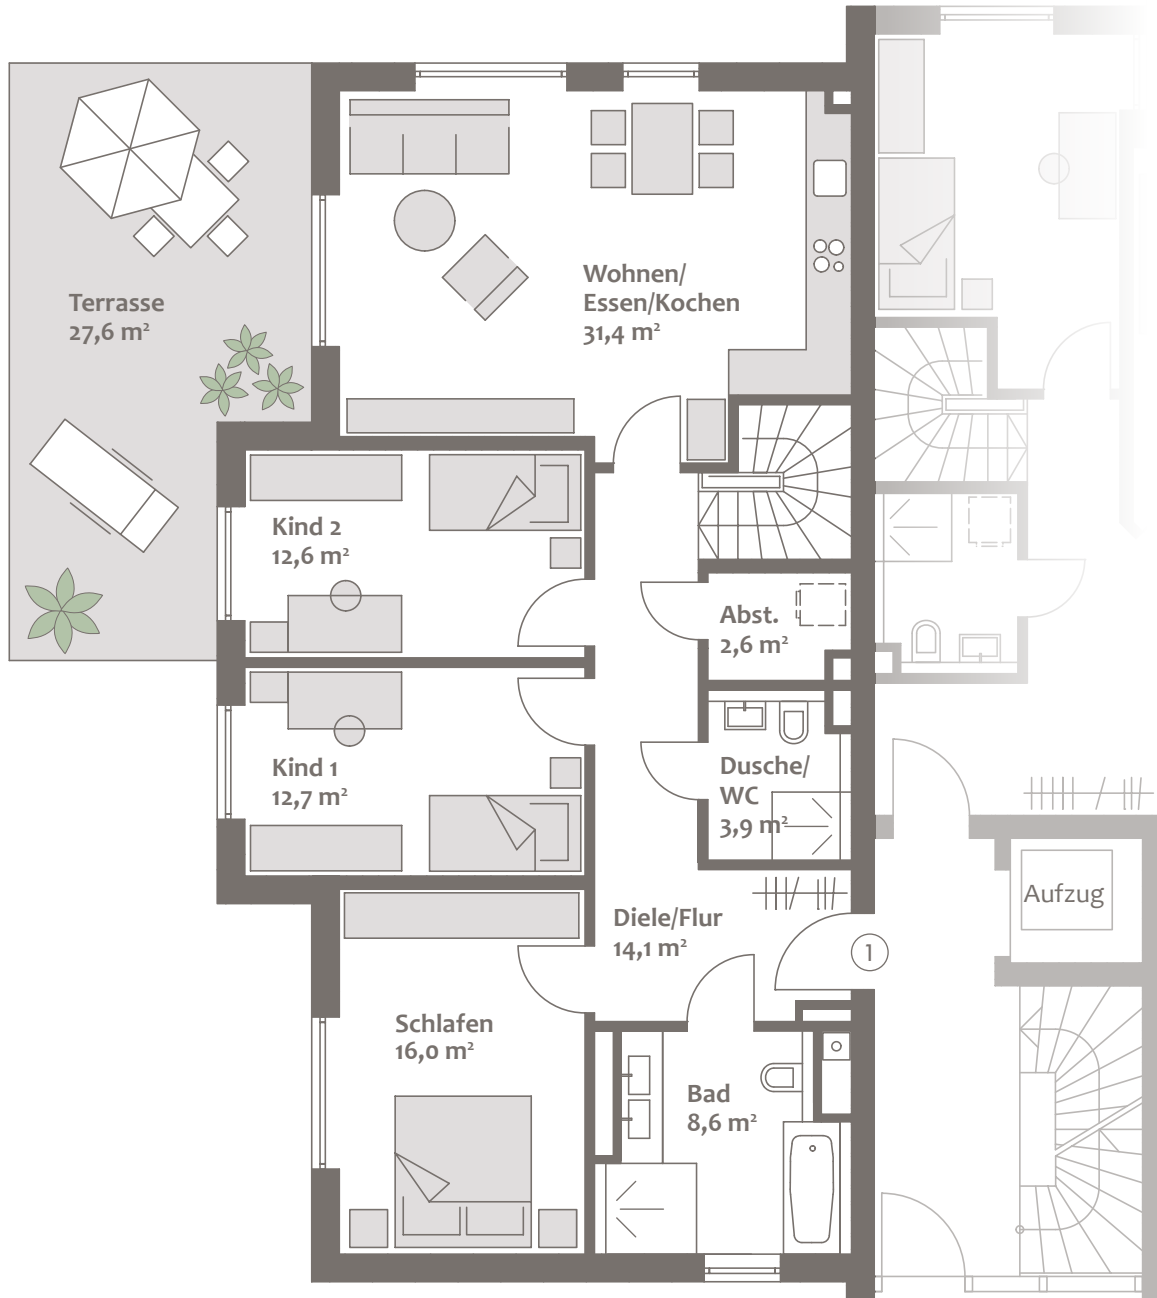 Terrasse
27,6 m²
Wohnen/
Essen/Kochen
31,4 m²
Kind 2
12,6 m²
Abst.
2,6 m²
Kind 1
12,7 m²
Dusche/
WC
3,9 m²
Diele/Flur
14,1 m²
1
Aufzug
Schlafen
16,0 m²
Bad
8,6 m²